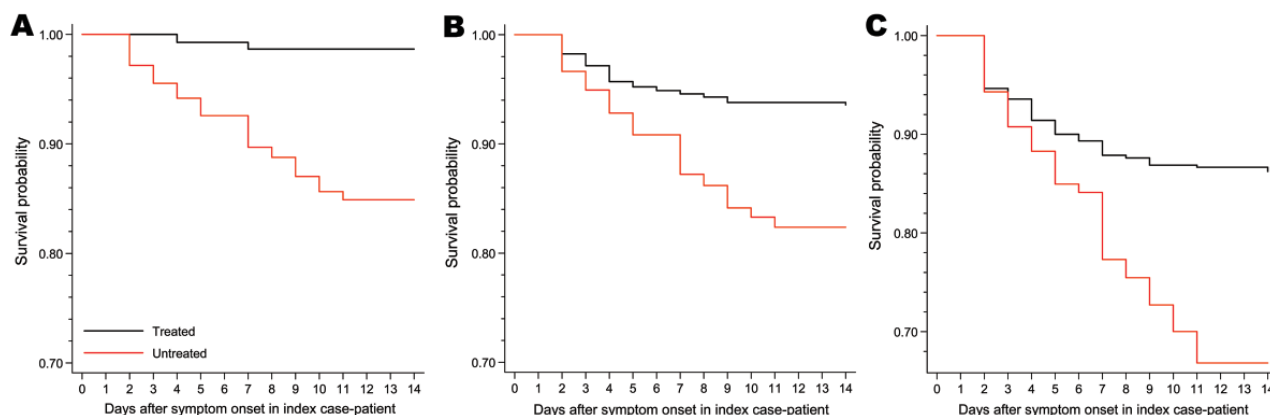 A
1.00
0.90
0.80
0.70
Survival probability
Treated
Untreated
0 1 2 3 4 5 6 7 8 9 10 11 12 13 14
Days after symptom onset in index case-patient
B
1.00
0.90
0.80
0.70
Survival probability
0 1 2 3 4 5 6 7 8 9 10 11 12 13 14
Days after symptom onset in index case-patient
C
1.00
0.90
0.80
0.70
Survival probability
0 1 2 3 4 5 6 7 8 9 10 11 12 13 14
Days after symptom onset in index case-patient